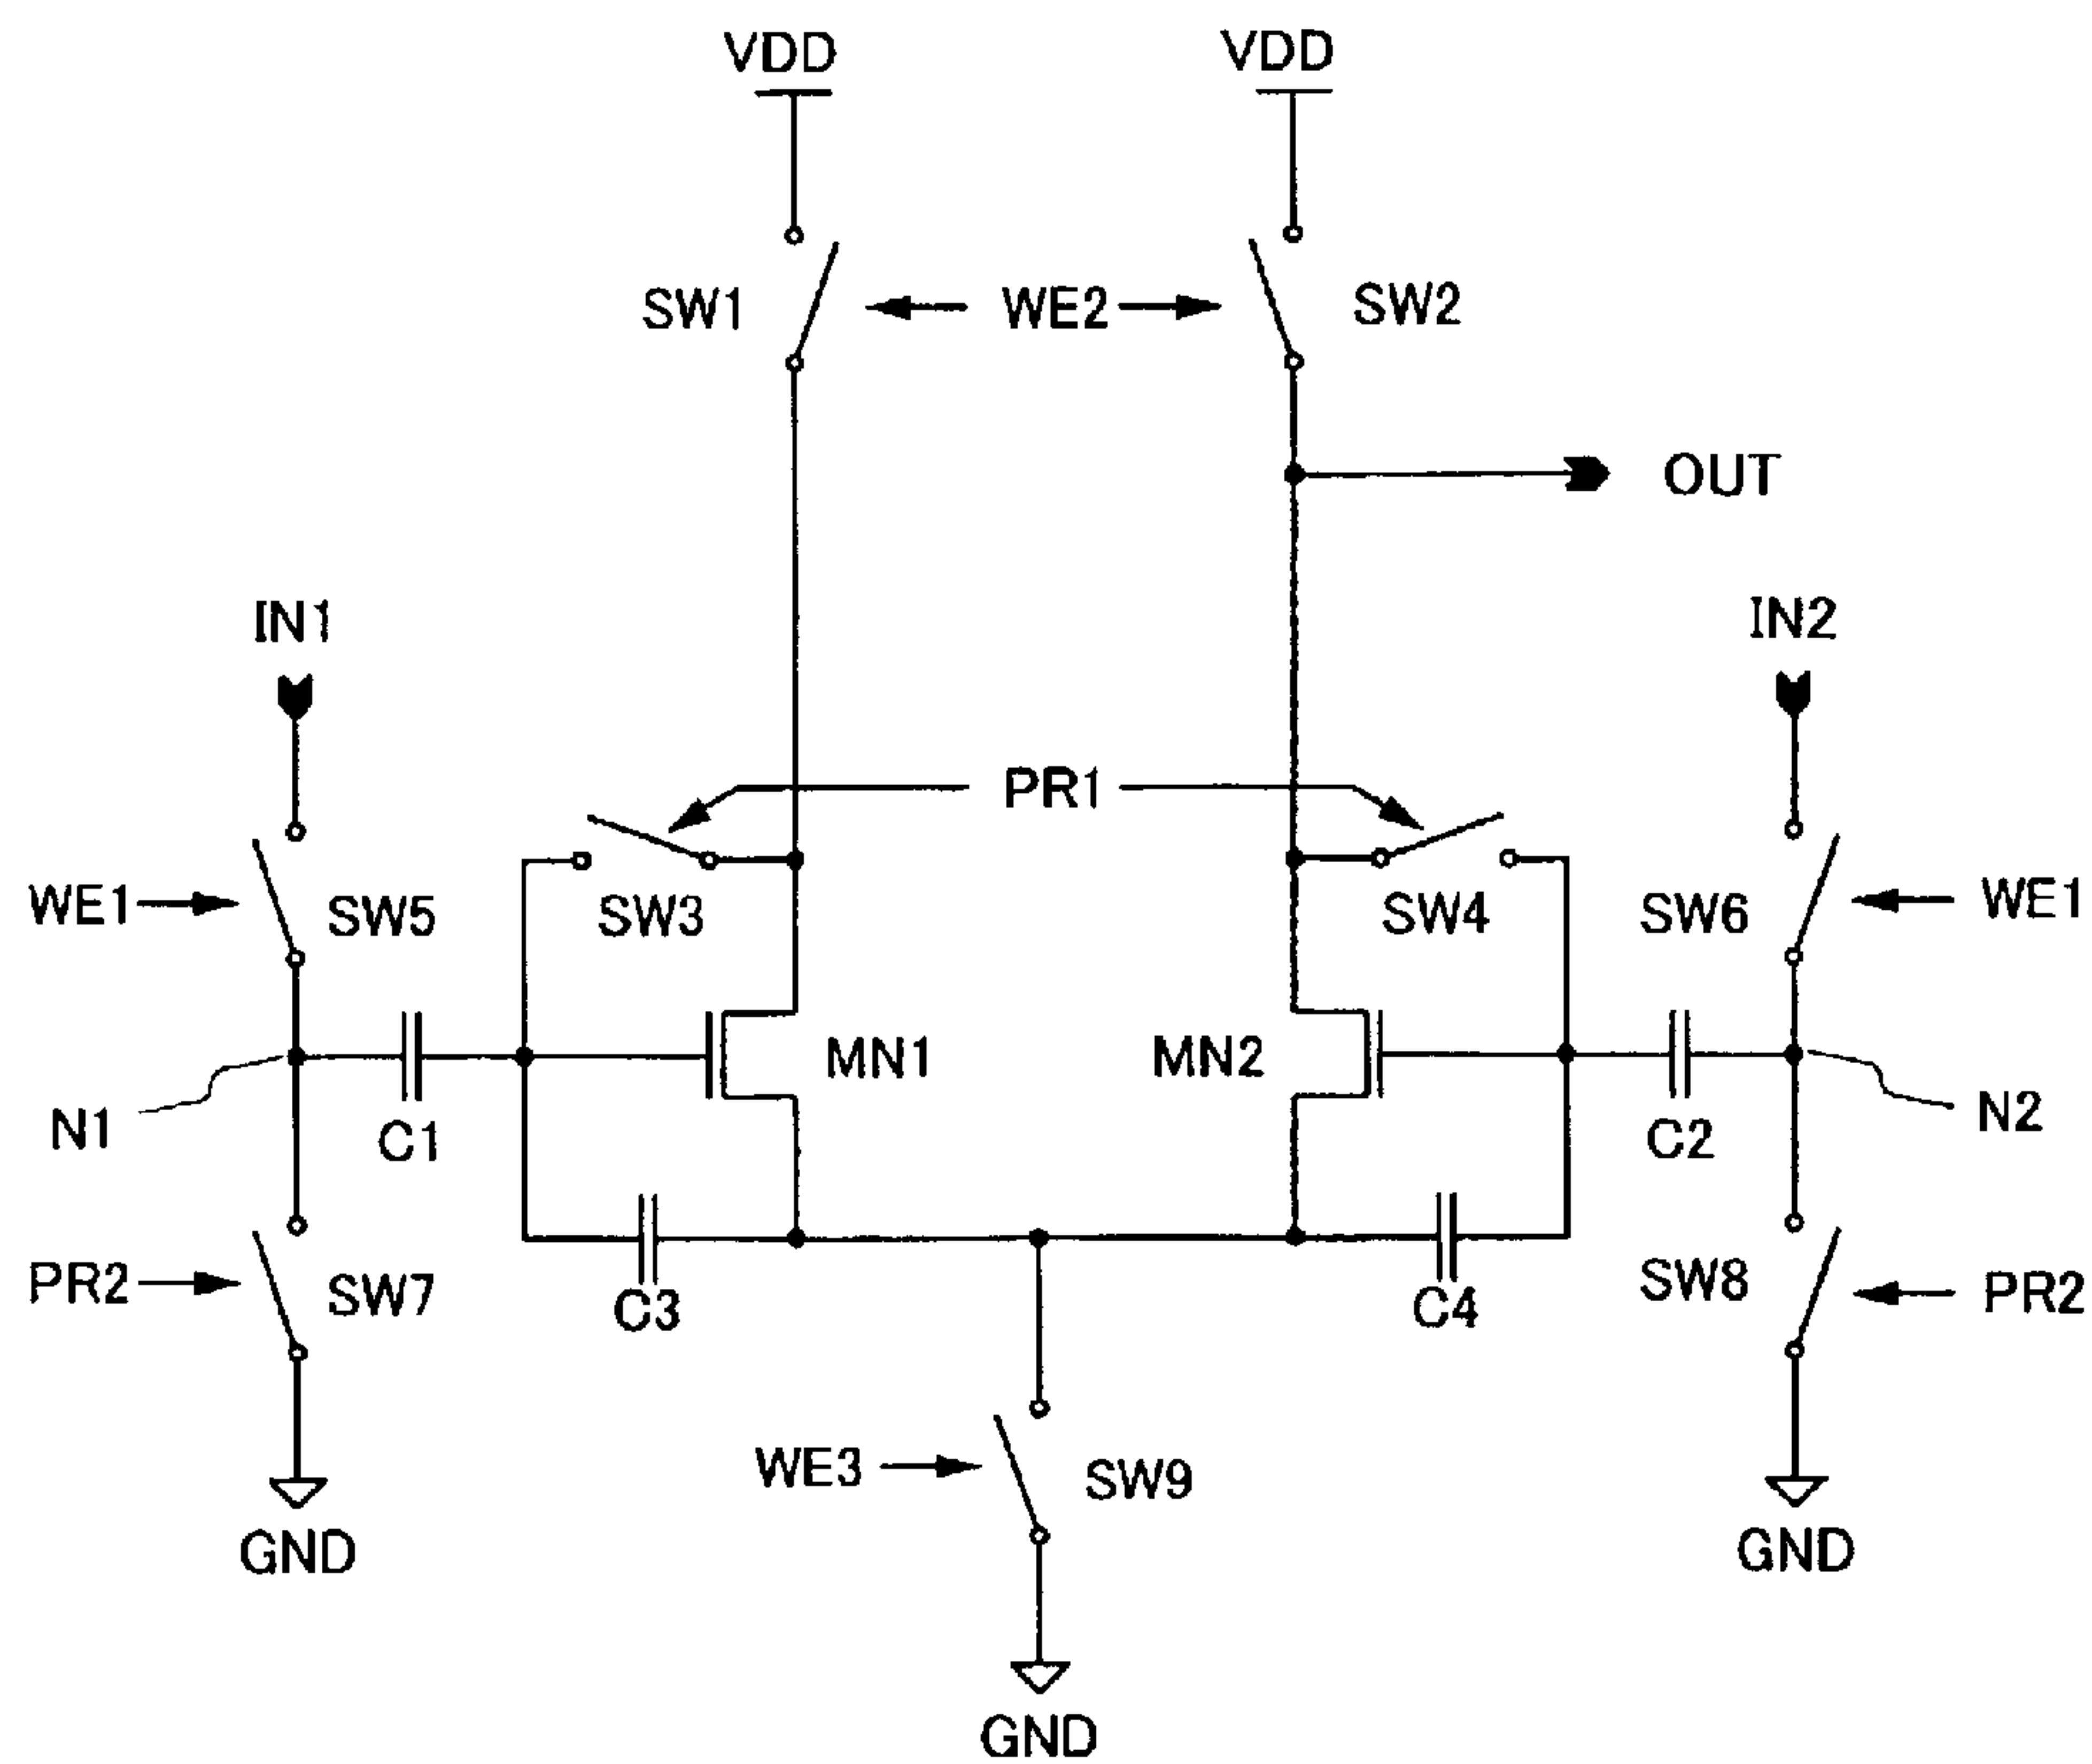 VDD
VDD
SW1
WE2
SW2
OUT
IN1
IN2
PR1
WE1
SW5
SW3
SW4
SW6
WE1
MN1
MN2
N1
C1
C2
N2
PR2
SW7
C3
C4
SW8
PR2
WE3
SW9
GND
GND
GND